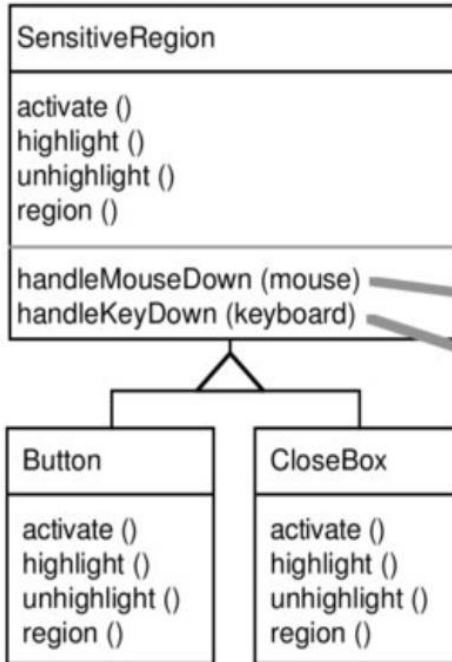 SensitiveRegion
activate ()
highlight ()
unhighlight ()
region ()
handleMouseDown (mouse)
handleKeyDown (keyboard)
Button
activate ()
highlight ()
unhighlight ()
region ()
CloseBox
activate ()
highlight ()
unhighlight ()
region ()